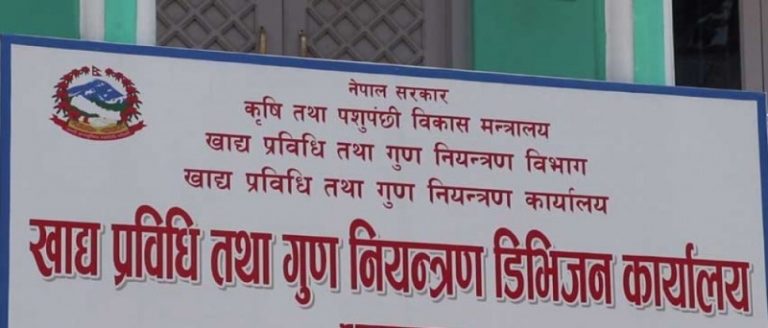 नेपाल सरकार
कृषि तथा पशुपंछी विकास मन्त्रालय
खाद्य प्रविधि तथा गुण नियन्त्रण विभाग
खाद्य प्रविधि तथा गुण नियन्त्रण कार्यालय
खाद्य प्रविधि तथा गुण नियन्त्रण डिभिजन कार्यालय